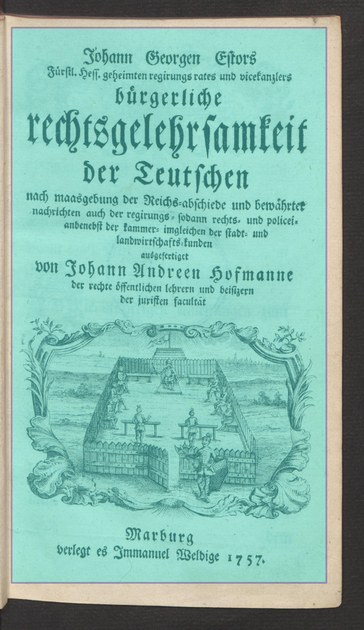 Johann Georgen Estors
Fürstl. Hess. geheimten regirungs rates und vicekanzlers
bürgerliche
rechtsgelehrsamkeit
der Teutschen
nach maasgebung der Reichs-abschiede und bewährter
nachrichten auch der regirungs- sodann rechts- und policei-
anbenebst der kammer- imgleichen der stadt- und
landwirtschafts-kunden
ausgefertiget
von Johann Andreen Hofmanne
der rechte öffentlichen lehrern und beisizern
der juristen facultät
Marburg
verlegt es Immanuel Weldige 1757.